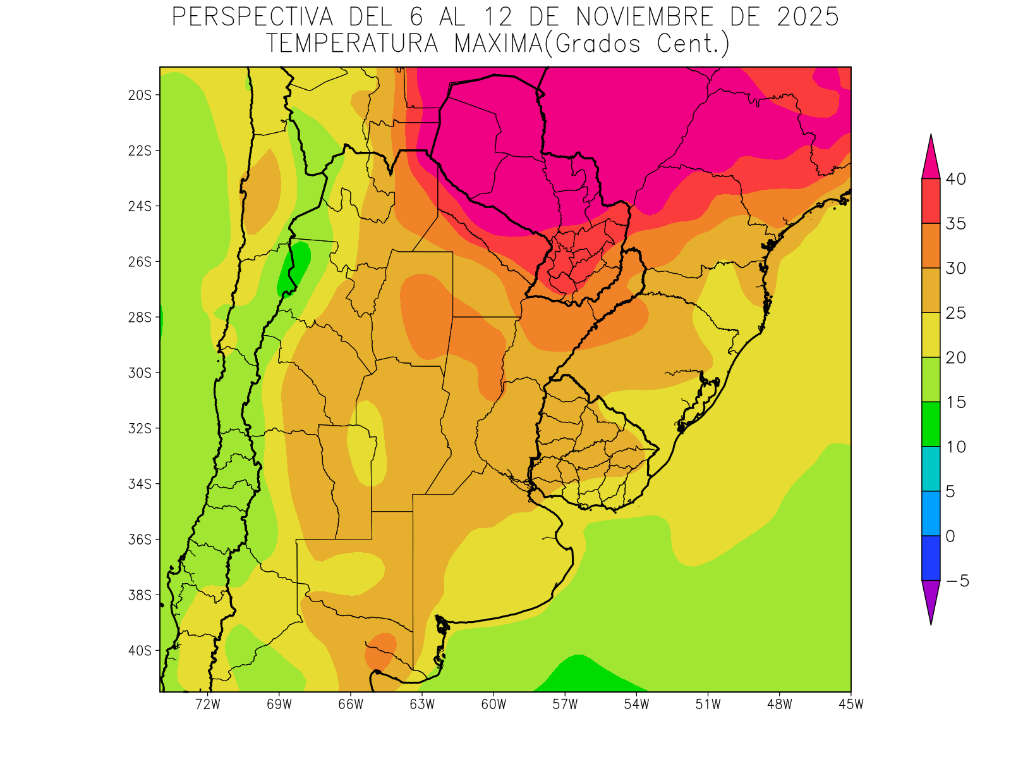 PERSPECTIVA DEL 6 AL 12 DE NOVIEMBRE DE 2025
TEMPERATURA MAXIMA(Grados Cent.)
20S
22S
24S
26S
28S
30S
32S
34S
36S
38S
40S
72W 69W 66W 63W 60W 57W 54W 51W 48W 45W
40
35
30
25
20
15
10
5
0
−5